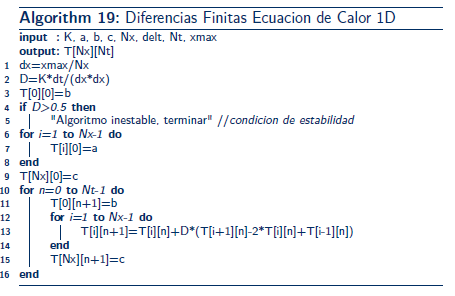 Algorithm 19: Diferencias Finitas Ecuacion de Calor 1D
input : K, a, b, c, Nx, delt, Nt, xmax
output: T[Nx][Nt]
1 dx=xmax/Nx
2 D=K*dt/(dx*dx)
3 T[0][0]=b
4 if D>0.5 then
5 "Algoritmo inestable, terminar" //condicion de estabilidad
6 for i=1 to Nx-1 do
7 T[i][0]=a
8 end
9 T[Nx][0]=c
10 for n=0 to Nt-1 do
11 T[0][n+1]=b
12 for i=1 to Nx-1 do
13 T[i][n+1]=T[i][n]+D*(T[i+1][n]-2*T[i][n]+T[i-1][n])
14 end
15 T[Nx][n+1]=c
16 end